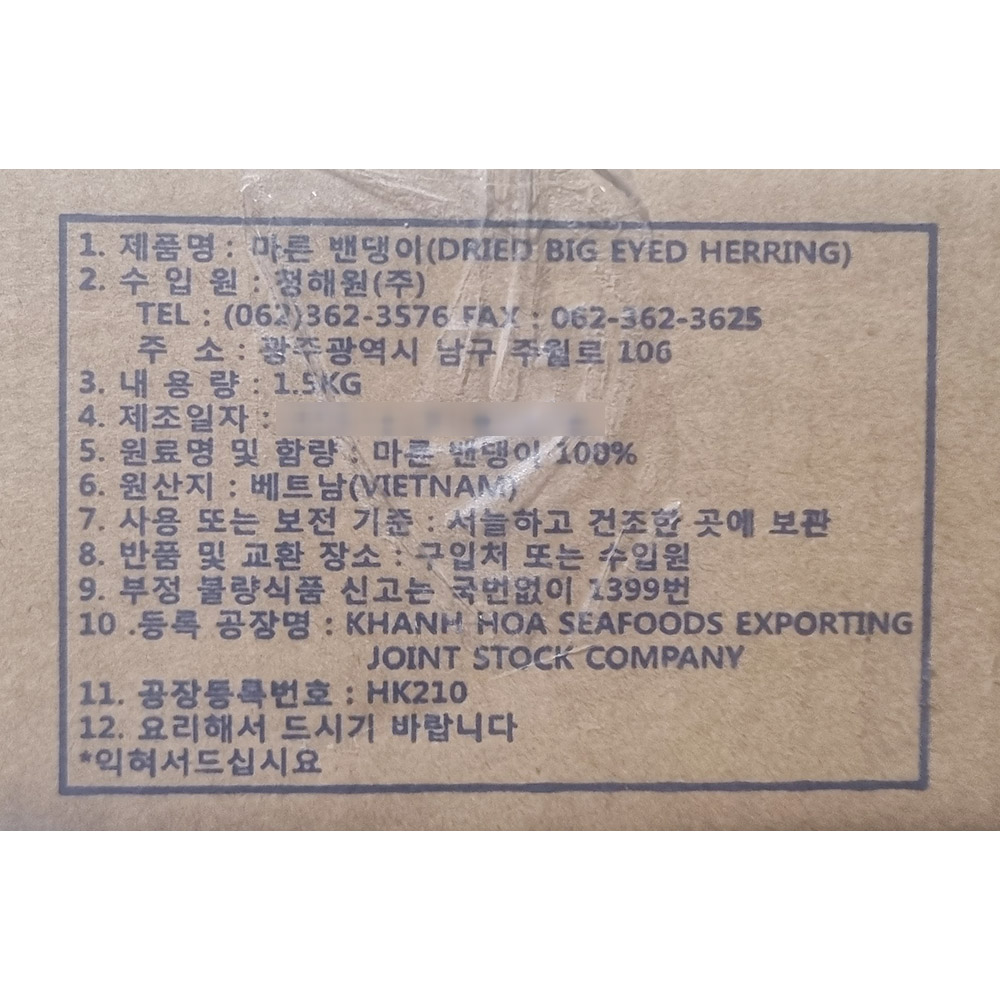 1. 제품명 : 마른 밴댕이(DRIED BIG EYED HERRING)
2. 수 입 원 : 청해원(주)
TEL : (062)362-3576 FAX : 062-362-3625
주 소 : 광주광역시 남구 주월로 106
3. 내 용 량 : 1.5KG
4. 제조일자 :
5. 원료명 및 함량 : 마른 밴댕이 100%
6. 원산지 : 베트남(VIETNAM)
7. 사용 또는 보전 기준 : 서늘하고 건조한 곳에 보관
8. 반품 및 교환 장소 : 구입처 또는 수입원
9. 부정 불량식품 신고는 국번없이 1399번
10 .등록 공장명 : KHANH HOA SEAFOODS EXPORTING
JOINT STOCK COMPANY
11. 공장등록번호 : HK210
12. 요리해서 드시기 바랍니다
*익혀서드십시요